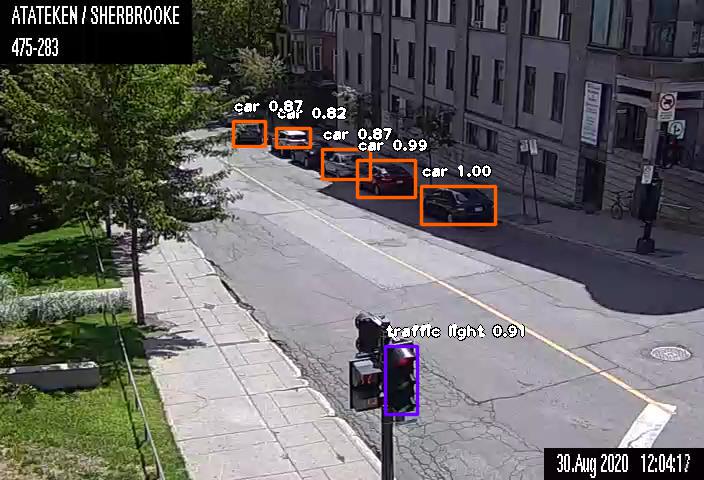 ATATEKEN / SHERBROOKE
475-283
car 0.87
car 0.82
car 0.87
car 0.99
car 1.00
traffic light 0.91
30.Aug 2020 12:04:17